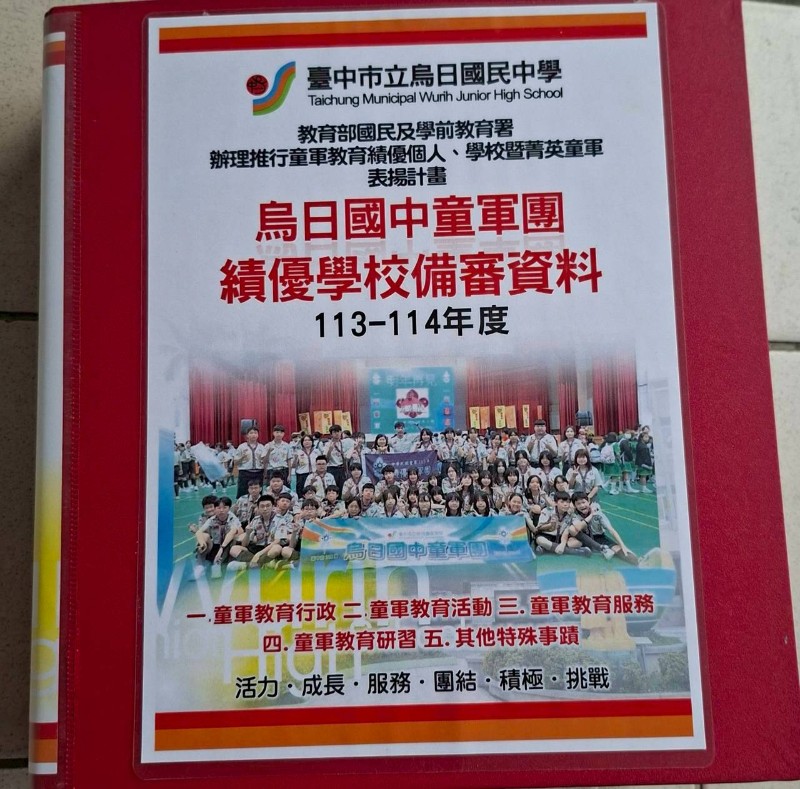 臺中市立烏日國民中學
Taichung Municipal Wurih Junior High School
教育部國民及學前教育署
辦理推行童軍教育績優個人、學校暨菁英童軍
表揚計畫
烏日國中童軍團
績優學校備審資料
113-114年度
烏日國中童軍團
一.童軍教育行政 二.童軍教育活動 三.童軍教育服務
四.童軍教育研習 五.其他特殊事蹟
High
活力·成長·服務·團結·積極·挑戰